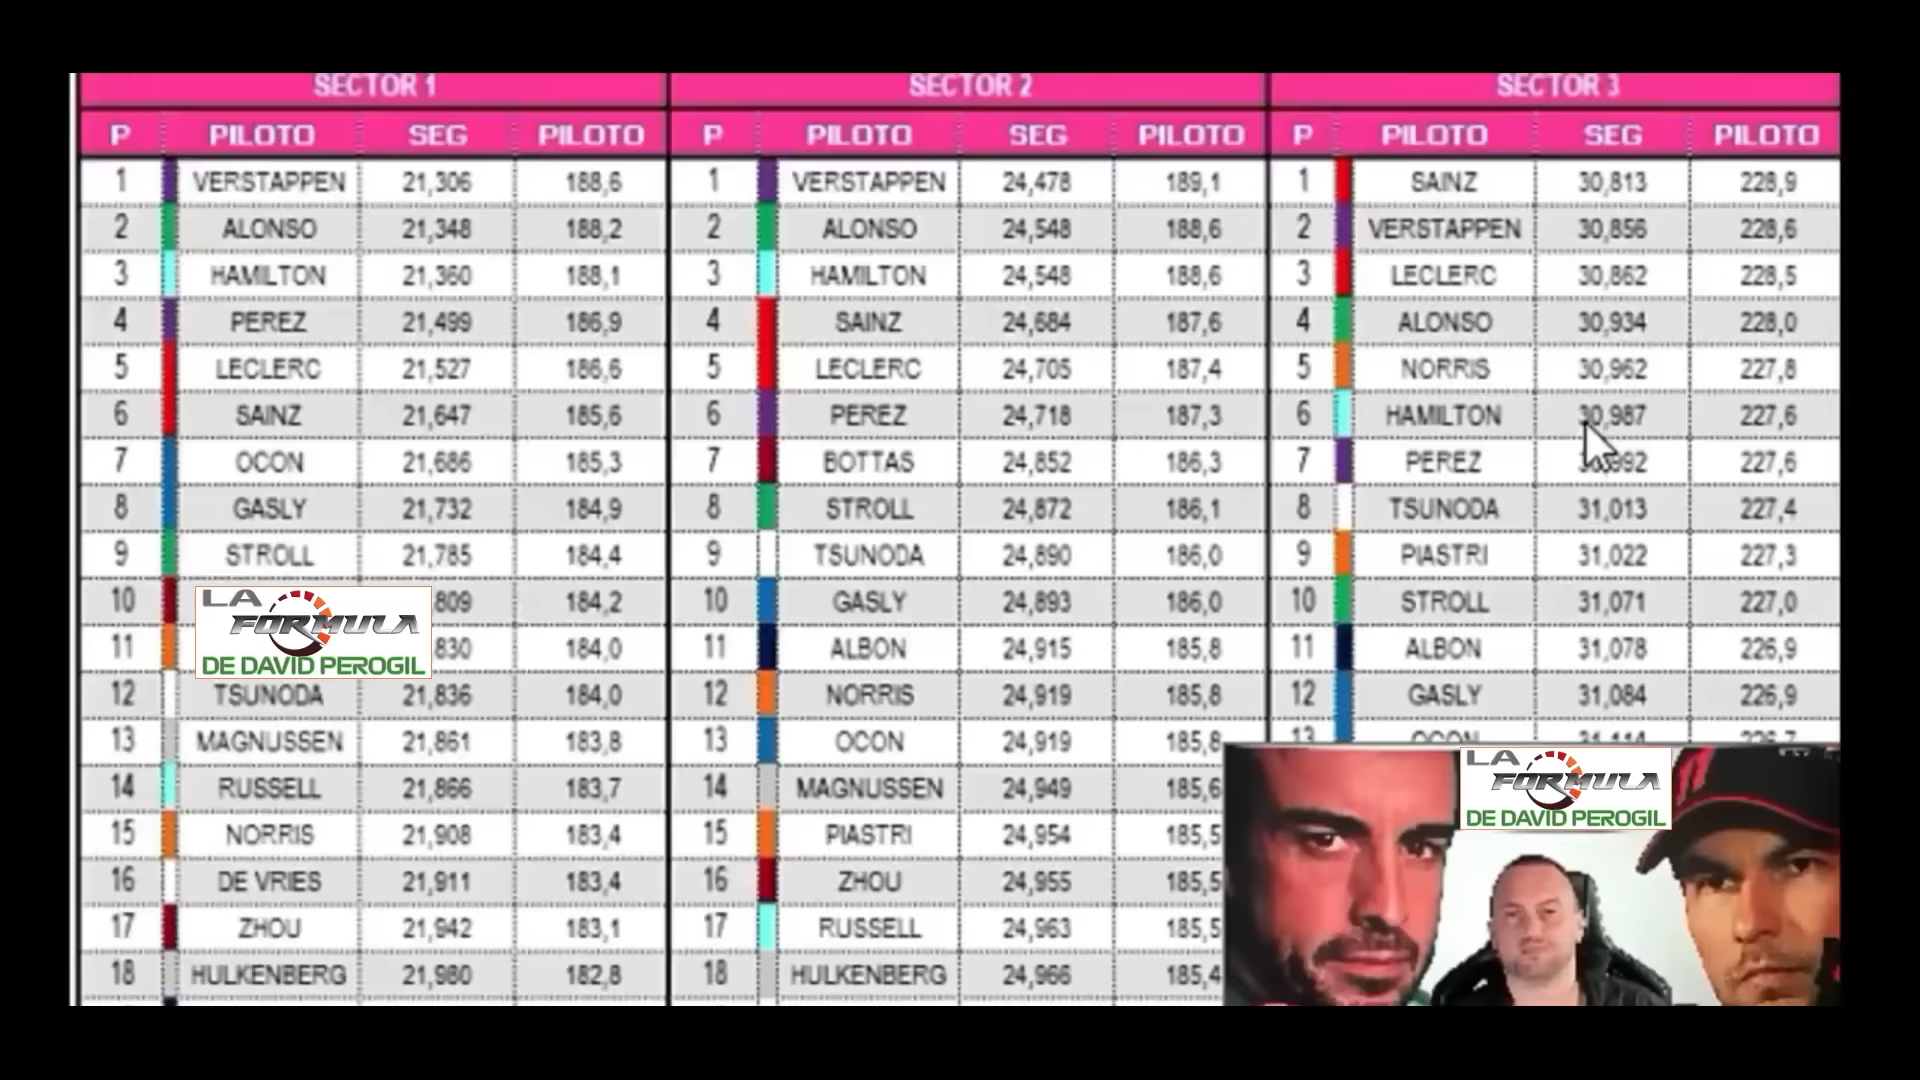 SECTOR 1 SECTOR 2 SECTOR 3
P PILOTO SEG PILOTO P PILOTO SEG PILOTO P PILOTO SEG PILOTO
1 VERSTAPPEN 21,306 188,6 1 VERSTAPPEN 24,478 189,1 1 SAINZ 30,813 228,9
2 ALONSO 21,348 188,2 2 ALONSO 24,548 188,6 2 VERSTAPPEN 30,856 228,6
3 HAMILTON 21,360 188,1 3 HAMILTON 24,548 188,6 3 LECLERC 30,862 228,5
4 PEREZ 21,499 186,9 4 SAINZ 24,684 187,6 4 ALONSO 30,934 228,0
5 LECLERC 21,527 186,6 5 LECLERC 24,705 187,4 5 NORRIS 30,962 227,8
6 SAINZ 21,647 185,6 6 PEREZ 24,718 187,3 6 HAMILTON 30,987 227,6
7 OCON 21,686 185,3 7 BOTTAS 24,852 186,3 7 PEREZ 992 227,6
8 GASLY 21,732 184,9 8 STROLL 24,872 186,1 8 TSUNODA 31,013 227,4
9 STROLL 21,785 184,4 9 TSUNODA 24,890 186,0 9 PIASTRI 31,022 227,3
10 809 184,2 10 GASLY 24,893 186,0 10 STROLL 31,071 227,0
11 830 184,0 11 ALBON 24,915 185,8 11 ALBON 31,078 226,9
12 TSUNODA 21,836 184,0 12 NORRIS 24,919 185,8 12 GASLY 31,084 226,9
13 MAGNUSSEN 21,861 183,8 13 OCON 24,919 185,8 13 OCON
14 RUSSELL 21,866 183,7 14 MAGNUSSEN 24,949 185,6
15 NORRIS 21,908 183,4 15 PIASTRI 24,954 185,5
16 DE VRIES 21,911 183,4 16 ZHOU 24,955 185,5
17 ZHOU 21,942 183,1 17 RUSSELL 24,963 185,5
18 HULKENBERG 21,980 182,8 18 HULKENBERG 24,966 185,4
LA
FORMULA
DE DAVID PEROGIL
LA
FORMULA
DE DAVID PEROGIL